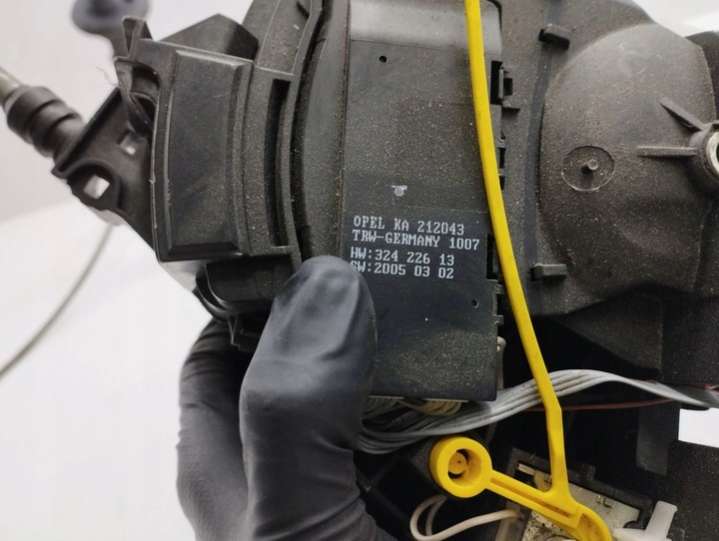 OPEL KA 212043
TRW-GERMANY 1007
HW:324 226 13
SW:2005 03 02